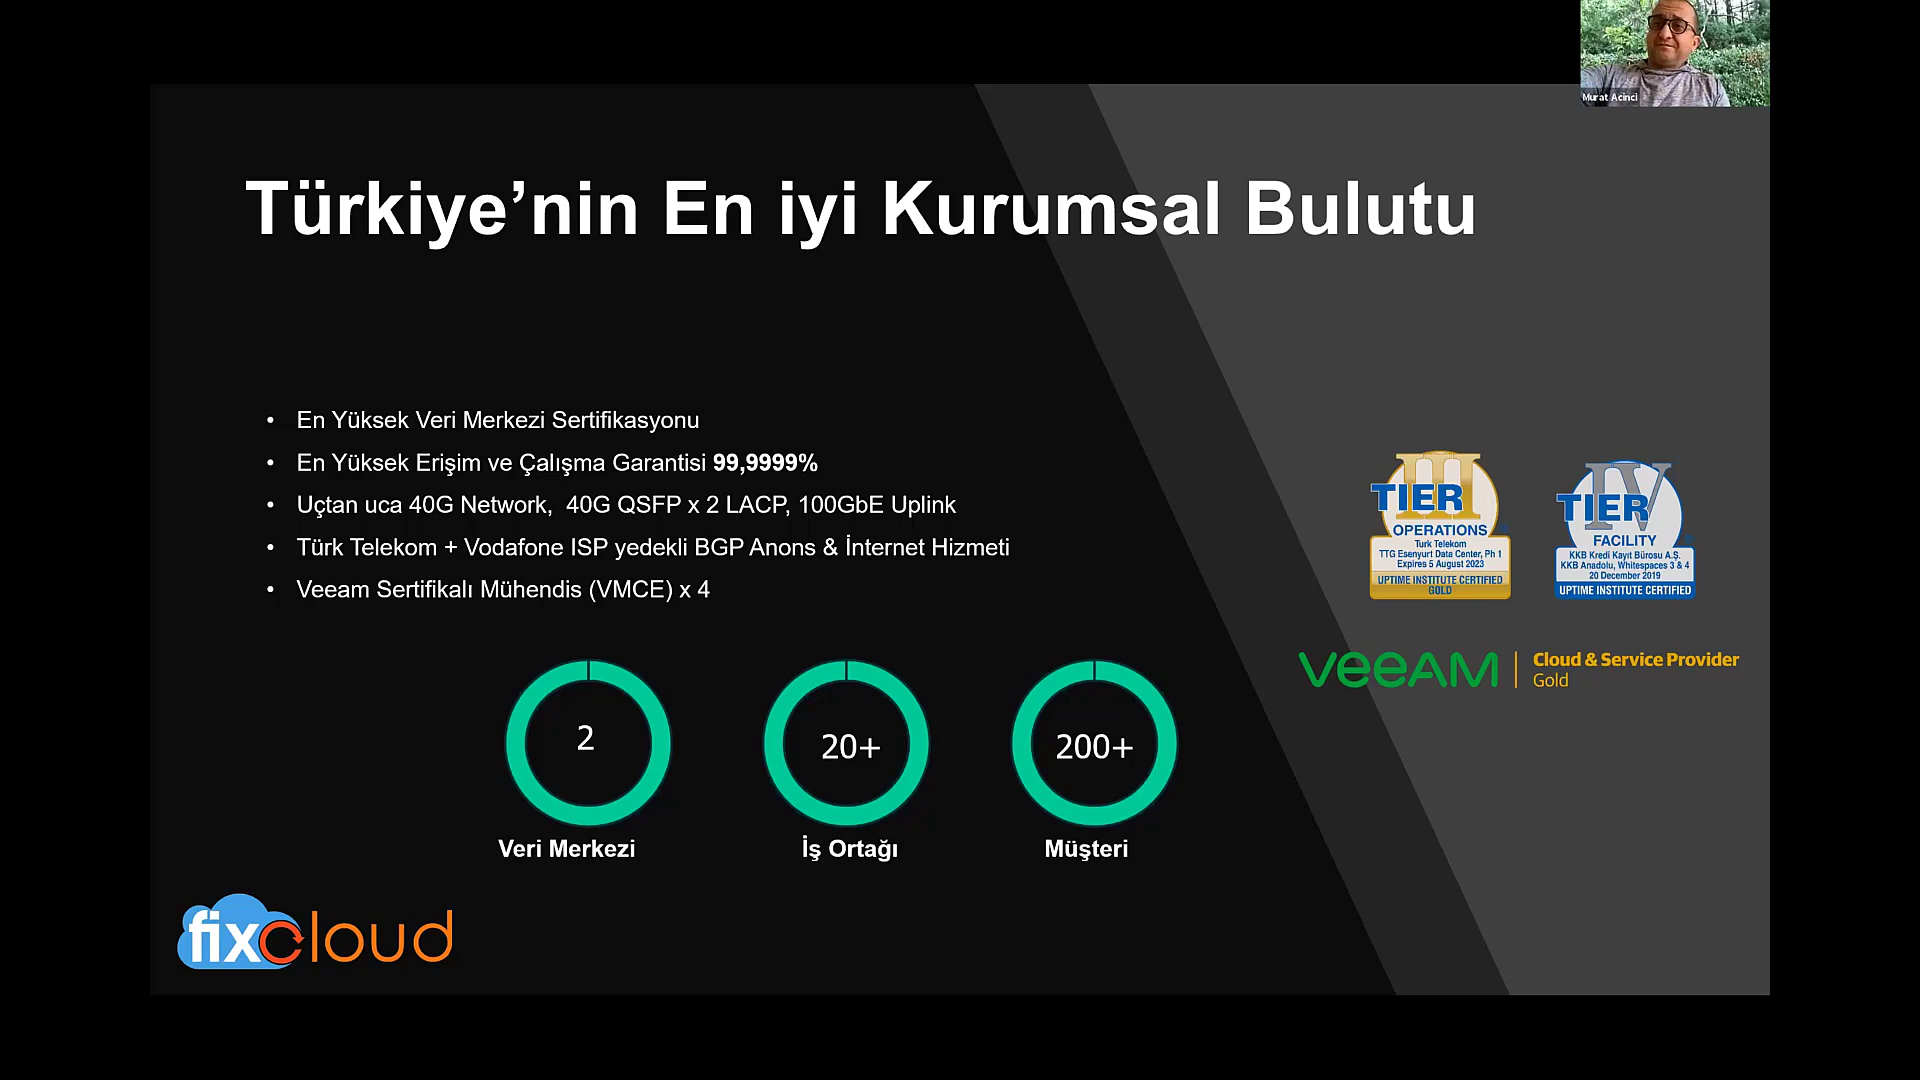 Murat Acinci
Türkiye’nin En iyi Kurumsal Bulutu
• En Yüksek Veri Merkezi Sertifikasyonu
• En Yüksek Erişim ve Çalışma Garantisi 99,9999%
• Uçtan uca 40G Network,  40G QSFP x 2 LACP, 100GbE Uplink
• Türk Telekom + Vodafone ISP yedekli BGP Anons & İnternet Hizmeti
• Veeam Sertifikalı Mühendis (VMCE) x 4
III
TIER
OPERATIONS
Turk Telekom
TTG Esenyurt Data Center, Ph 1
Expires 5 August 2023
UPTIME INSTITUTE CERTIFIED
GOLD
IV
TIER
FACILITY
KKB Kredi Kayıt Bürosu A.Ş.
KKB Anadolu, Whitespaces 3 & 4
20 December 2019
UPTIME INSTITUTE CERTIFIED
veeAM
Cloud & Service Provider
Gold
2
Veri Merkezi
20+
İş Ortağı
200+
Müşteri
fixcloud